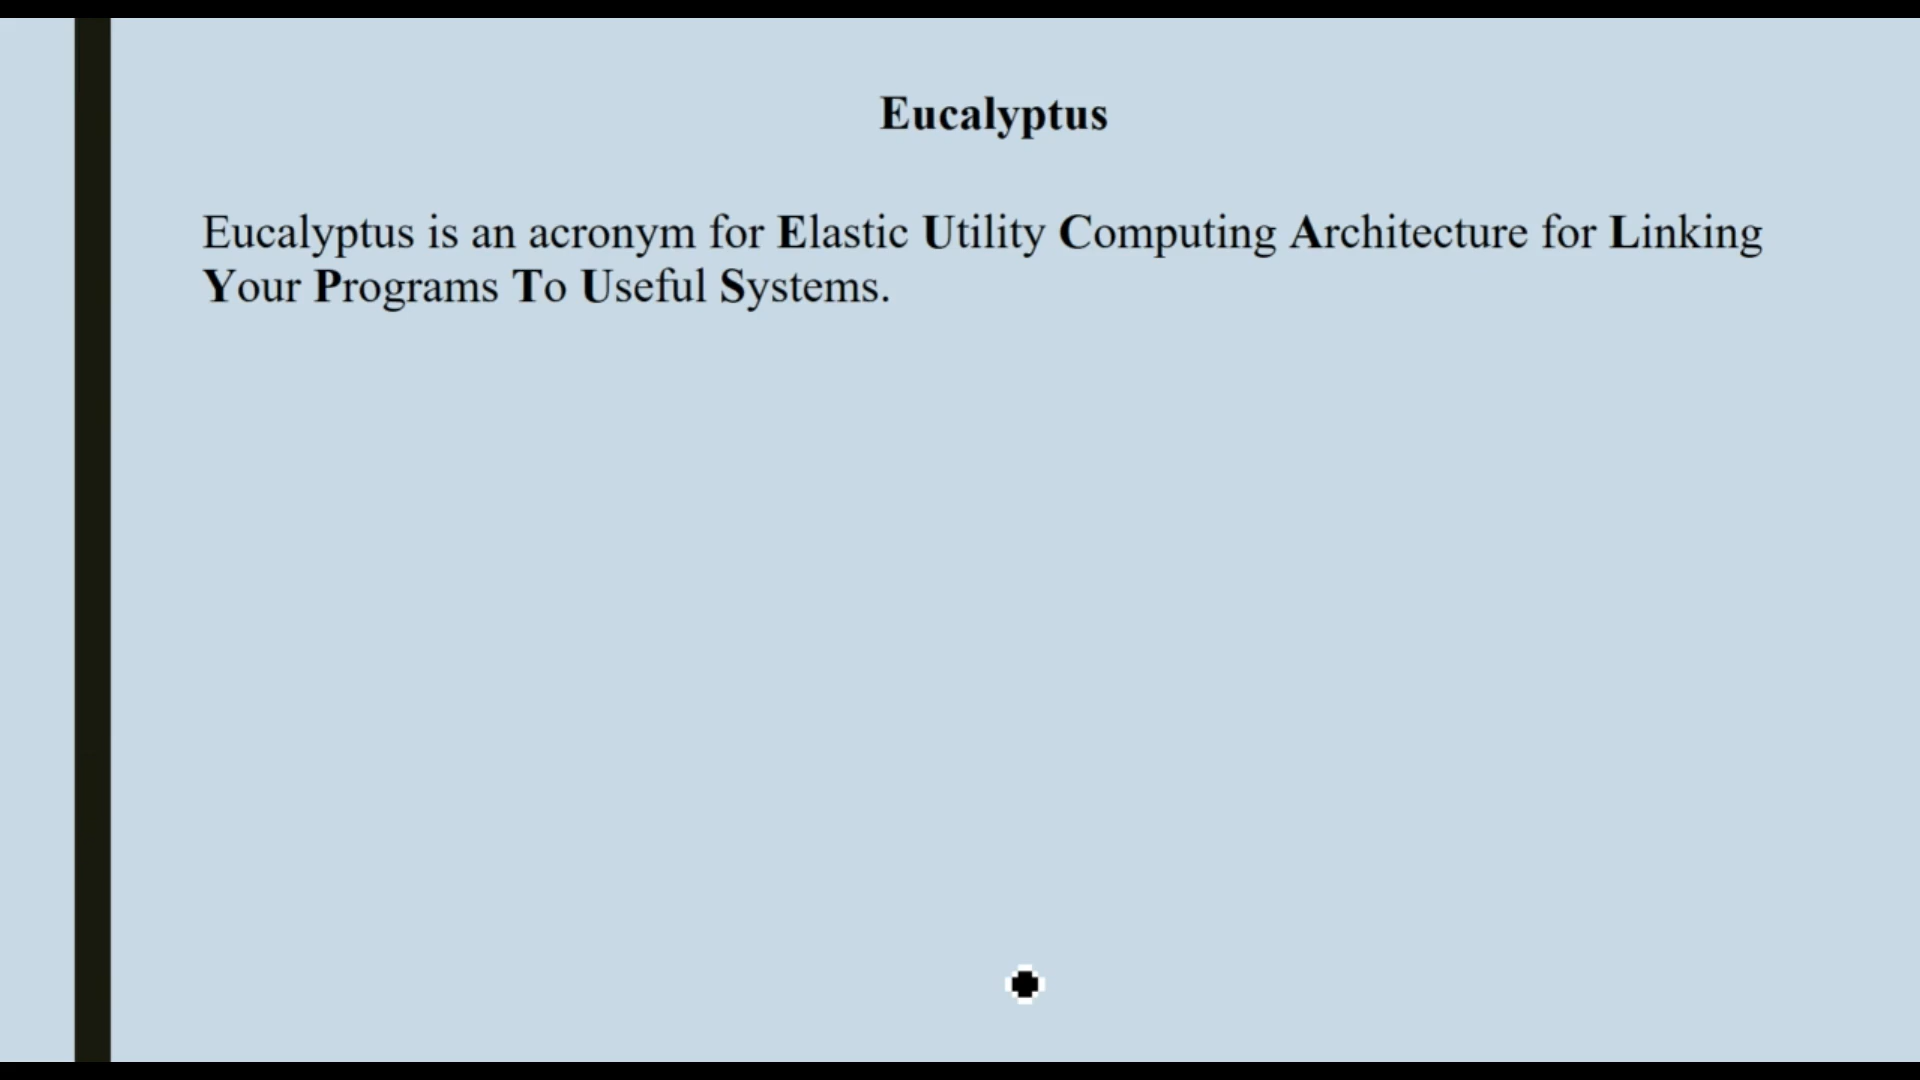 Eucalyptus
Eucalyptus is an acronym for Elastic Utility Computing Architecture for Linking
Your Programs To Useful Systems.